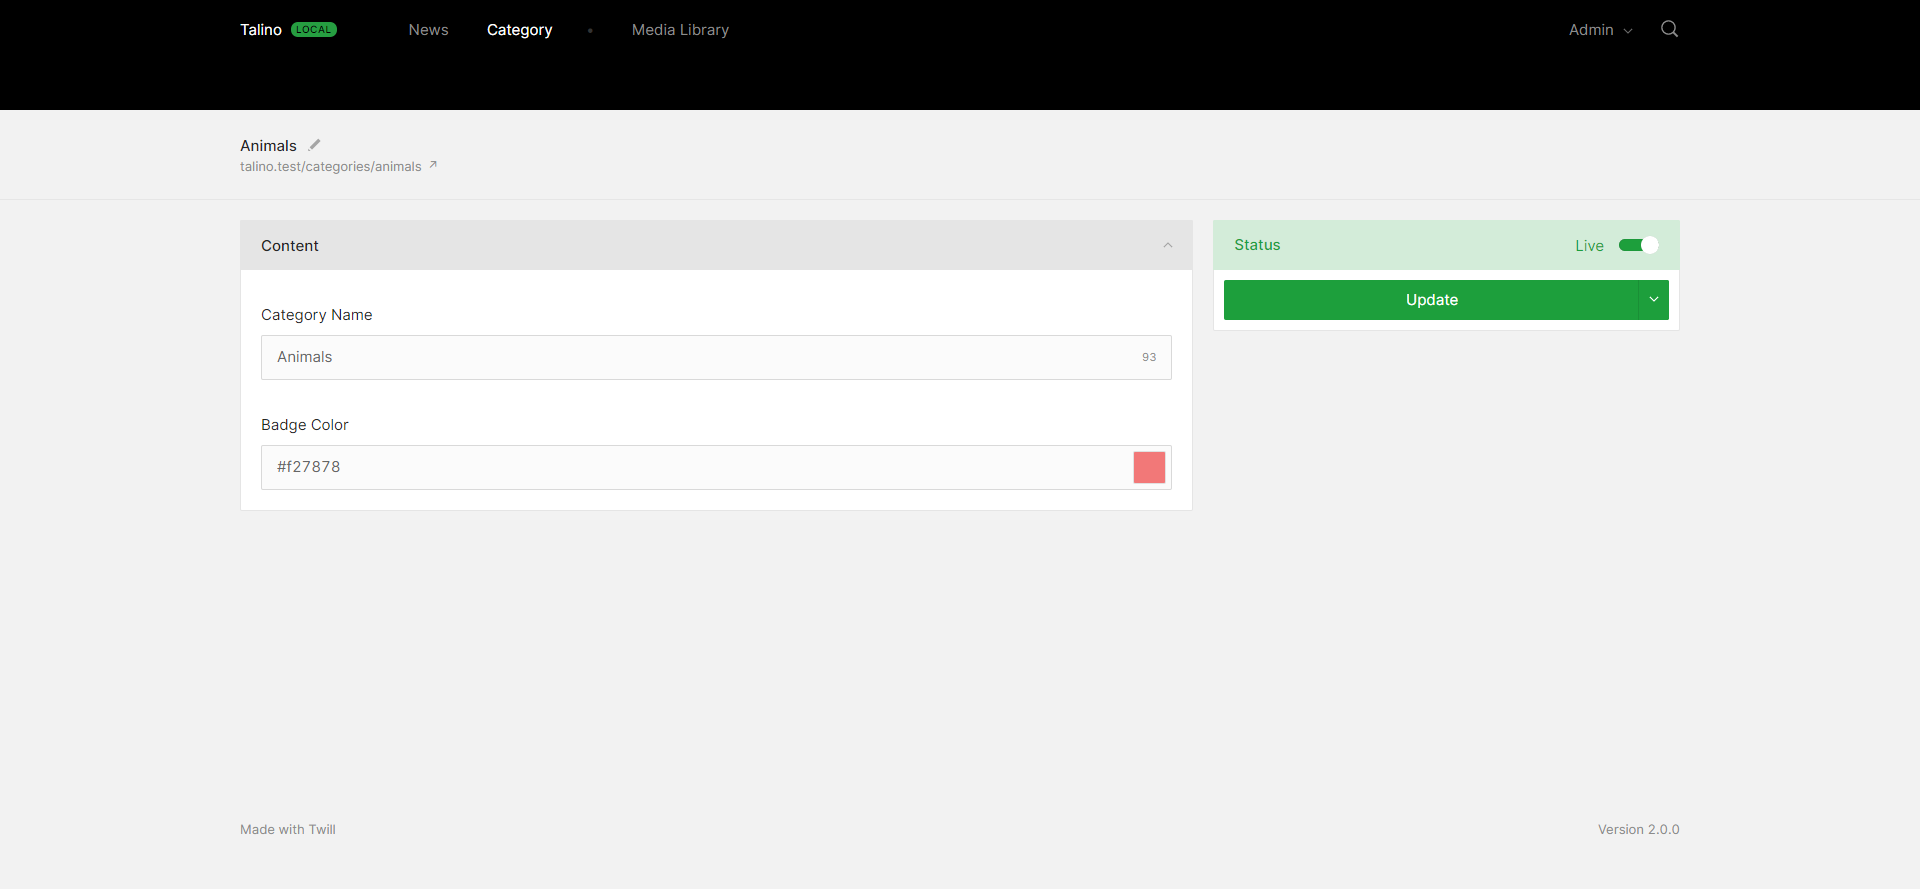 Talino LOCAL News Category • Media Library Admin
Animals
talino.test/categories/animals ↗
Content
Status Live
Update
Category Name
Animals 93
Badge Color
#f27878
Made with Twill Version 2.0.0